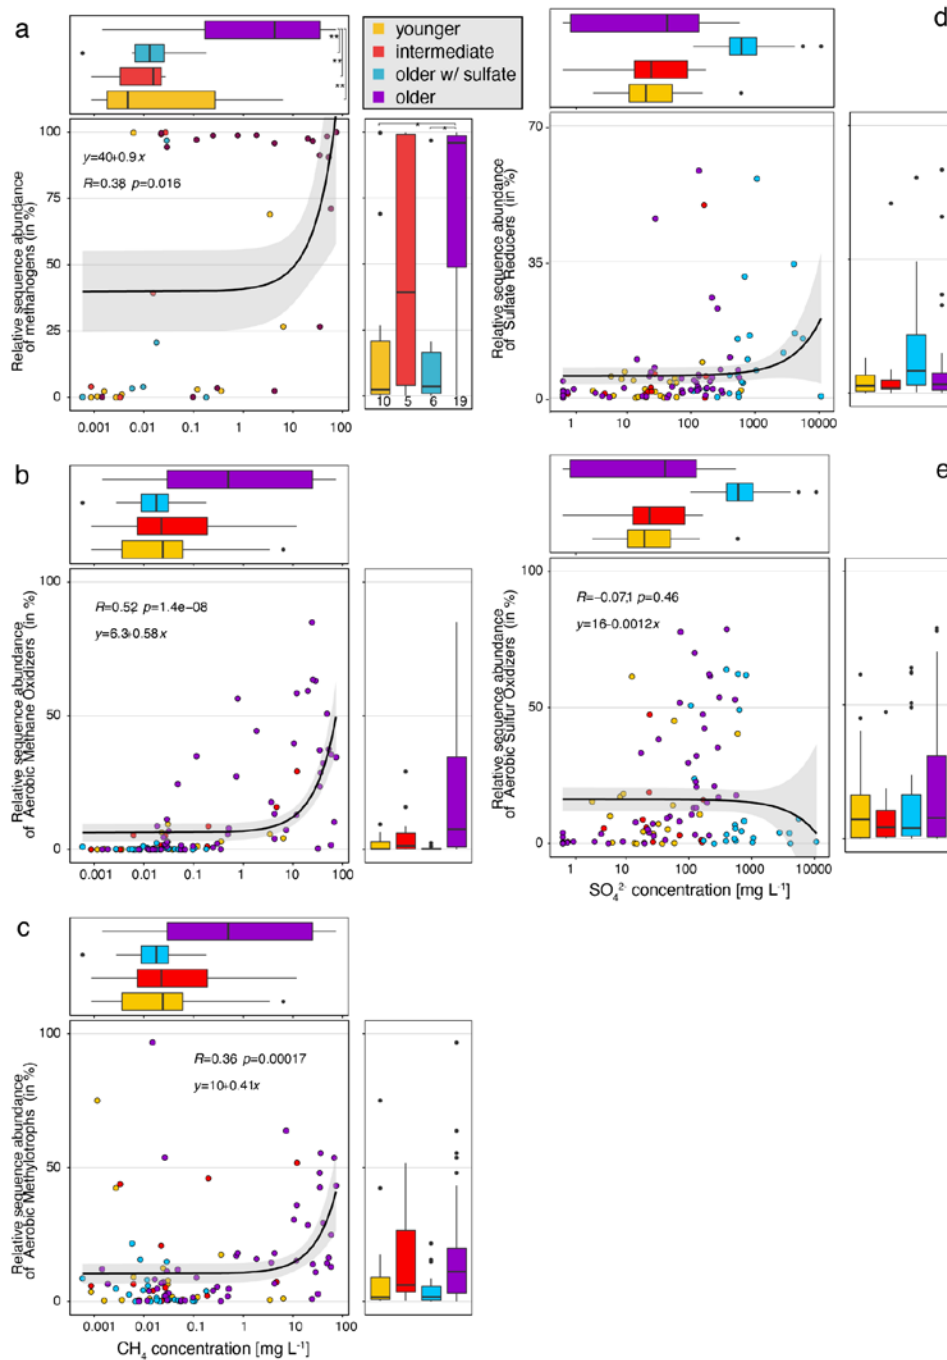 a
younger
intermediate
older w/ sulfate
older
**
**
**
Relative sequence abundance
of methanogens (in %)
100
75
50
25
0
y=40+0.9x
R=0.38 p=0.016
10 5 6 19
0.001 0.01 0.1 1 10 100
b
Relative sequence abundance
of Aerobic Methane Oxidizers (in %)
100
50
0
R=0.52 p=1.4e−08
y=6.3+0.58x
0.001 0.01 0.1 1 10 100
c
Relative sequence abundance
of Aerobic Methylotrophs (in %)
100
50
0
R=0.36 p=0.00017
y=10+0.41x
0.001 0.01 0.1 1 10 100
CH₄ concentration [mg L⁻¹]
d
Relative sequence abundance
of Sulfate Reducers (in %)
70
35
0
1 10 100 1000 10000
e
Relative sequence abundance
of Aerobic Sulfur Oxidizers (in %)
100
50
0
R=−0.071 p=0.46
y=16-0.0012x
1 10 100 1000 10000
SO₄²⁻ concentration [mg L⁻¹]